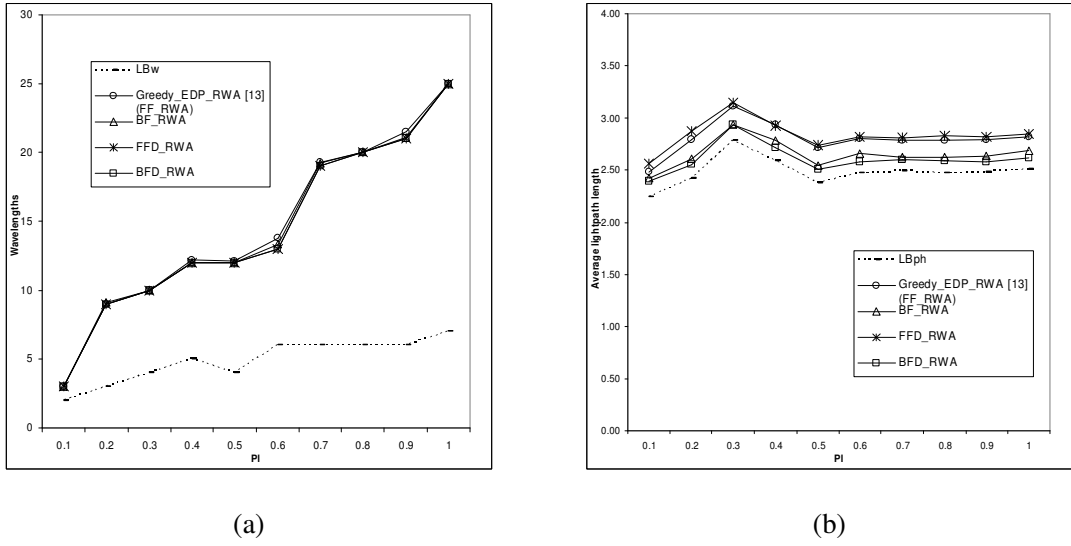 30
25
20
15
10
5
0
Wavelengths
LBw
Greedy_EDP_RWA [13]
(FF_RWA)
BF_RWA
FFD_RWA
BFD_RWA
0.1 0.2 0.3 0.4 0.5 0.6 0.7 0.8 0.9 1
PI
(a)
4.00
3.50
3.00
2.50
2.00
1.50
1.00
0.50
0.00
Average lightpath length
LBph
Greedy_EDP_RWA [13]
(FF_RWA)
BF_RWA
FFD_RWA
BFD_RWA
0.1 0.2 0.3 0.4 0.5 0.6 0.7 0.8 0.9 1
PI
(b)